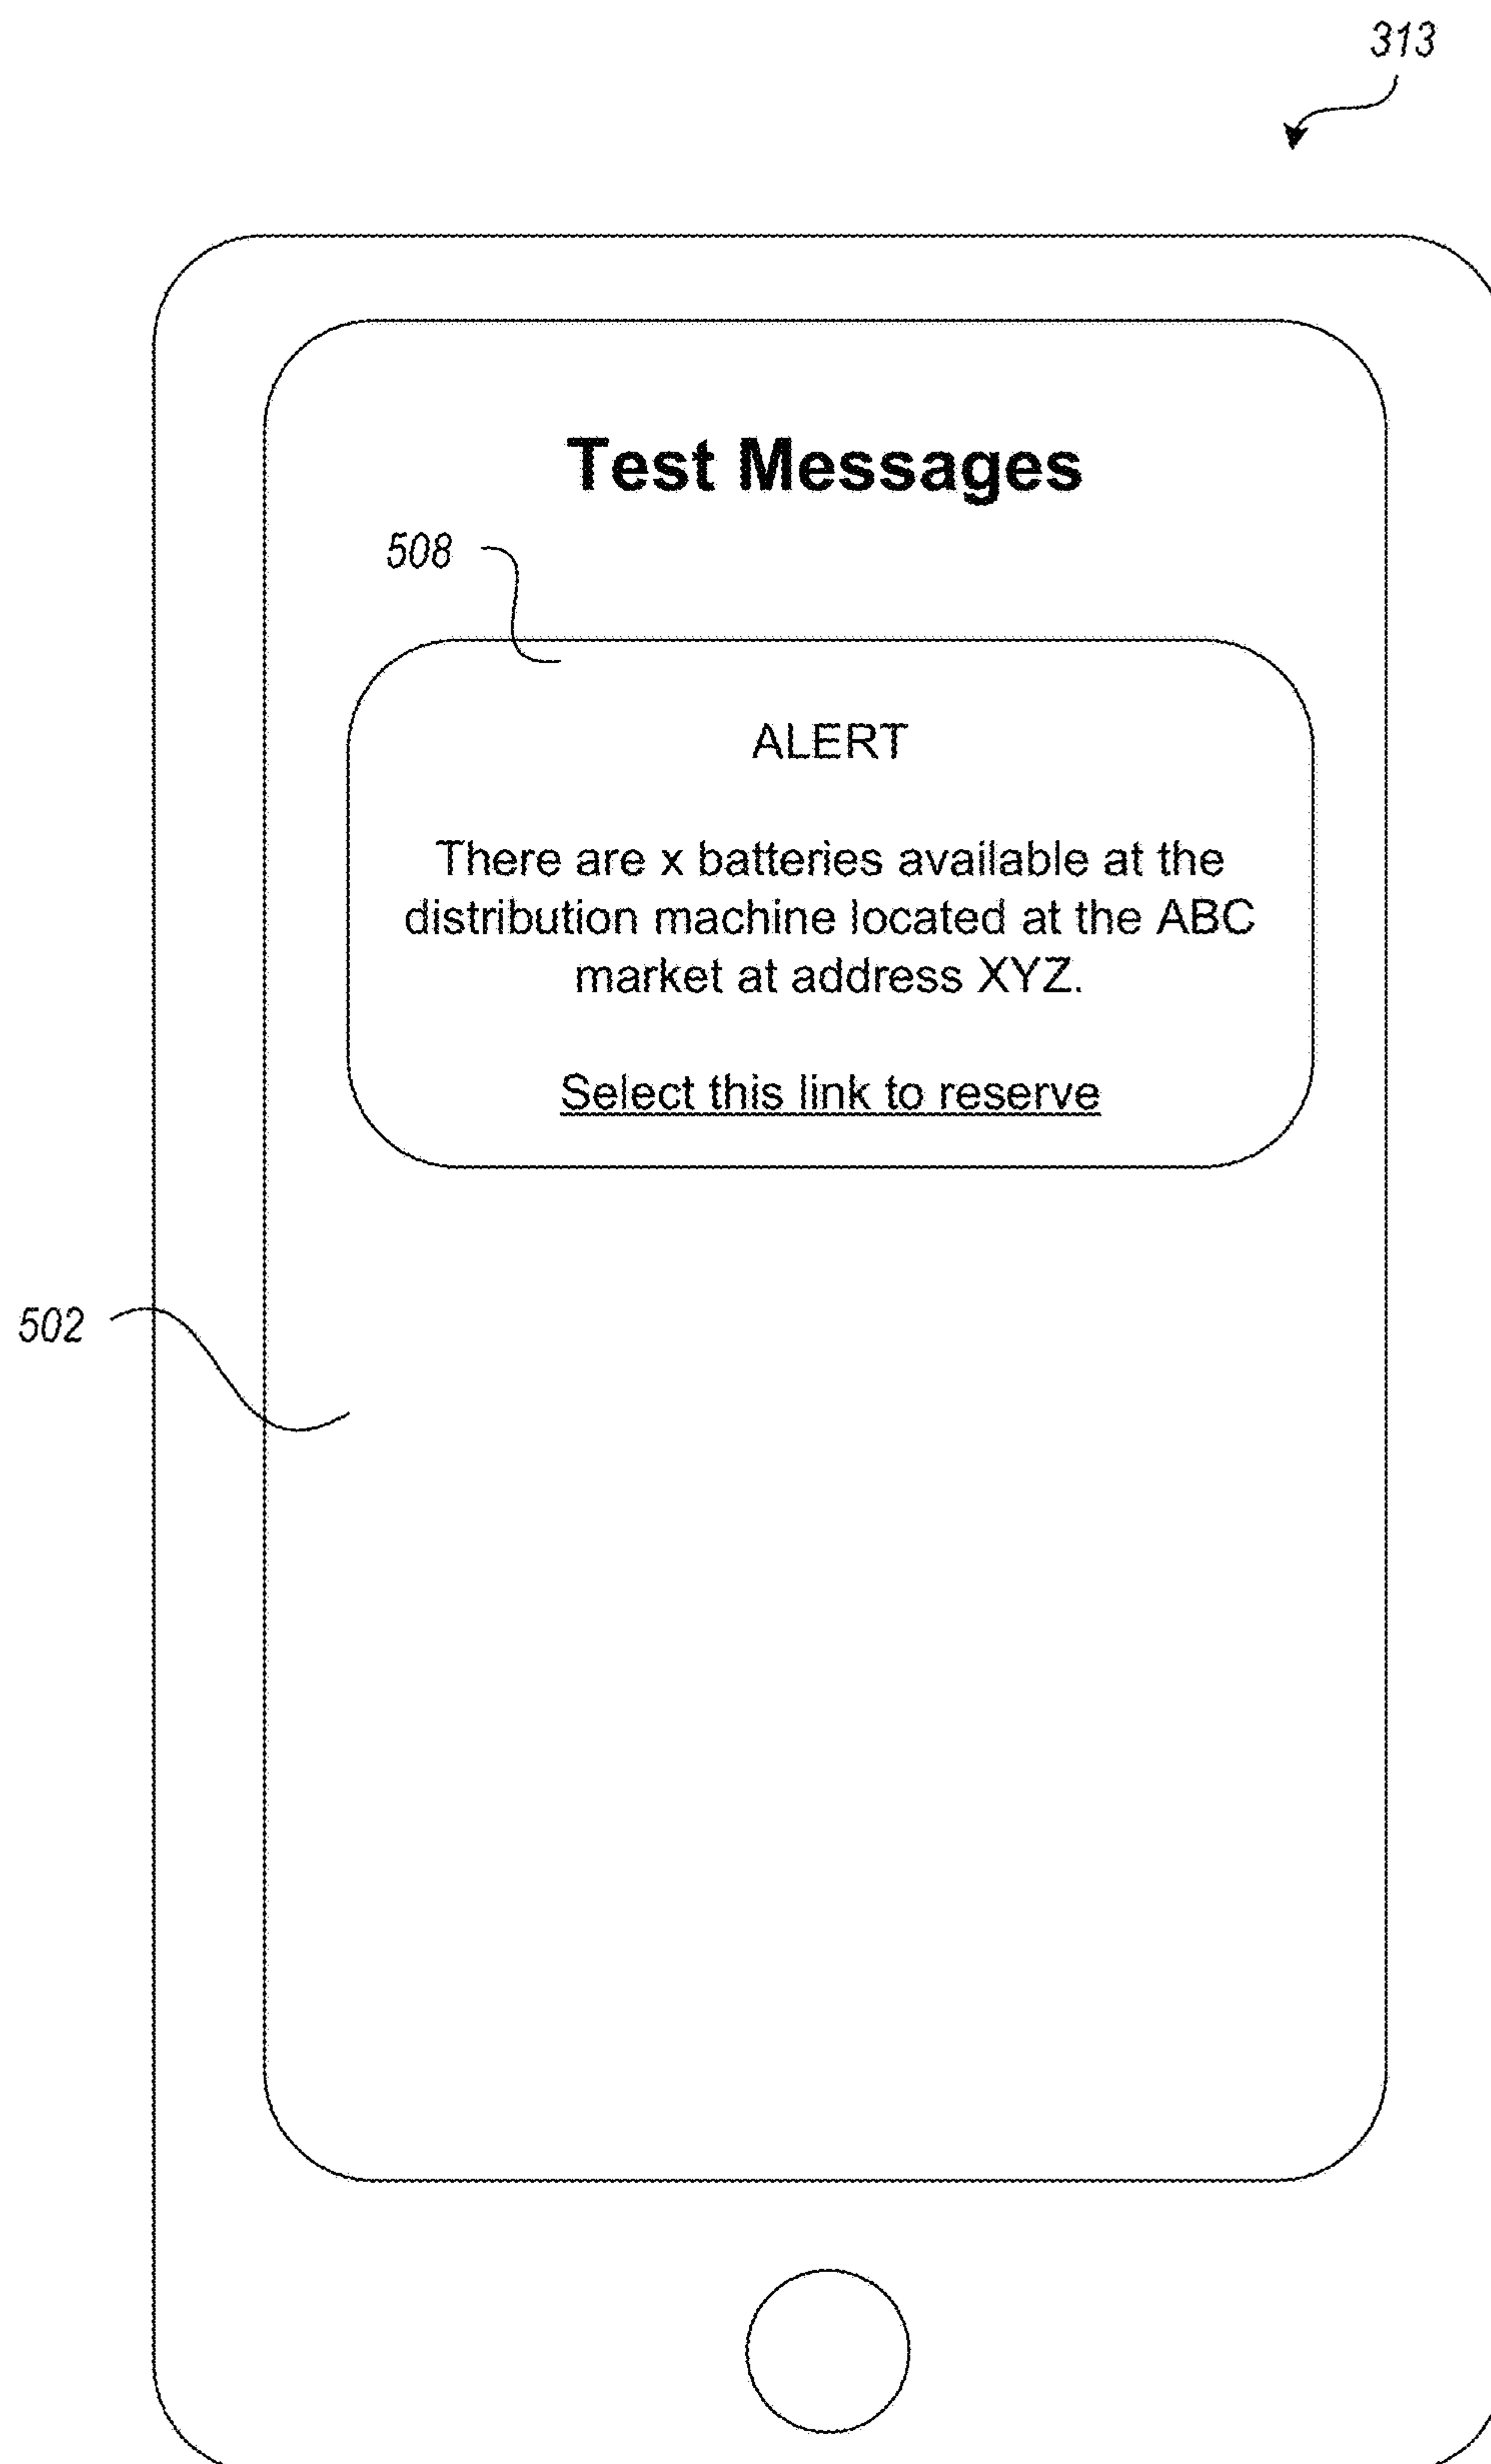 313
Test Messages
508
ALERT
There are x batteries available at the
distribution machine located at the ABC
market at address XYZ.
Select this link to reserve
502